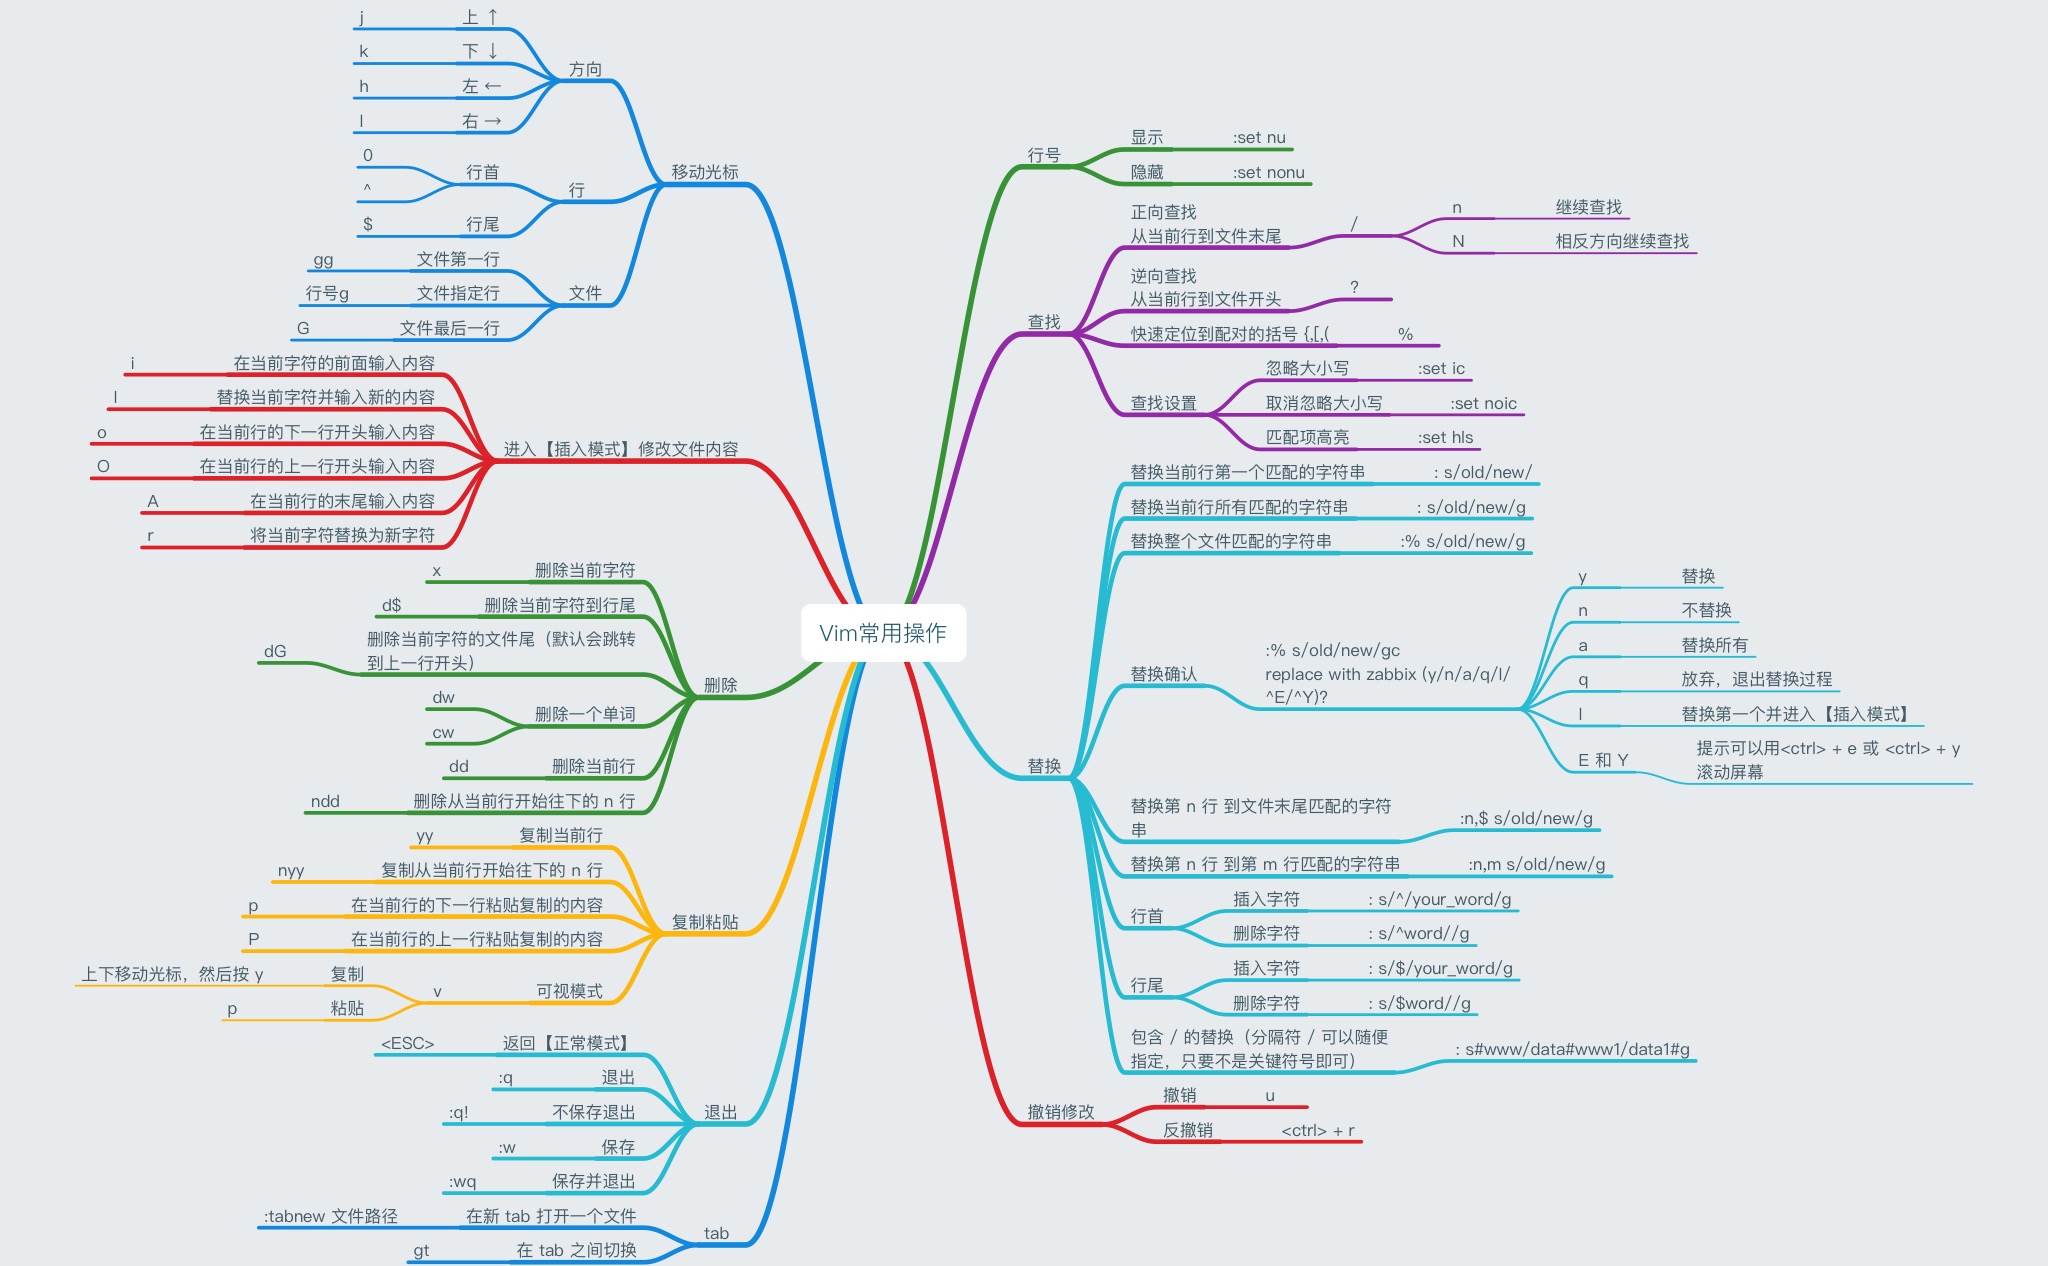 Vim常用操作
移动光标
方向
上 ↑
j
下 ↓
k
左 ←
h
右 →
l
行
行首
0
^
行尾
$
文件
文件第一行
gg
文件指定行
行号g
文件最后一行
G
进入【插入模式】修改文件内容
在当前字符的前面输入内容
i
替换当前字符并输入新的内容
I
在当前行的下一行开头输入内容
o
在当前行的上一行开头输入内容
O
在当前行的末尾输入内容
A
将当前字符替换为新字符
r
删除
删除当前字符
x
删除当前字符到行尾
d$
删除当前字符的文件尾（默认会跳转
到上一行开头）
dG
删除一个单词
dw
cw
删除当前行
dd
删除从当前行开始往下的 n 行
ndd
复制粘贴
复制当前行
yy
复制从当前行开始往下的 n 行
nyy
在当前行的下一行粘贴复制的内容
p
在当前行的上一行粘贴复制的内容
P
可视模式
v
复制
上下移动光标，然后按 y
粘贴
p
退出
返回【正常模式】
<ESC>
退出
:q
不保存退出
:q!
保存
:w
保存并退出
:wq
tab
在新 tab 打开一个文件
:tabnew 文件路径
在 tab 之间切换
gt
行号
显示
:set nu
隐藏
:set nonu
查找
正向查找
从当前行到文件末尾
/
n
继续查找
N
相反方向继续查找
逆向查找
从当前行到文件开头
?
快速定位到配对的括号 {,[,(
%
查找设置
忽略大小写
:set ic
取消忽略大小写
:set noic
匹配项高亮
:set hls
替换
替换当前行第一个匹配的字符串
: s/old/new/
替换当前行所有匹配的字符串
: s/old/new/g
替换整个文件匹配的字符串
:% s/old/new/g
替换确认
:% s/old/new/gc
replace with zabbix (y/n/a/q/l/
^E/^Y)?
y
替换
n
不替换
a
替换所有
q
放弃，退出替换过程
l
替换第一个并进入【插入模式】
E 和 Y
提示可以用<ctrl> + e 或 <ctrl> + y
滚动屏幕
替换第 n 行 到文件末尾匹配的字符
串
:n,$ s/old/new/g
替换第 n 行 到第 m 行匹配的字符串
:n,m s/old/new/g
行首
插入字符
: s/^/your_word/g
删除字符
: s/^word//g
行尾
插入字符
: s/$/your_word/g
删除字符
: s/$word//g
包含 / 的替换（分隔符 / 可以随便
指定，只要不是关键符号即可）
: s#www/data#www1/data1#g
撤销修改
撤销
u
反撤销
<ctrl> + r